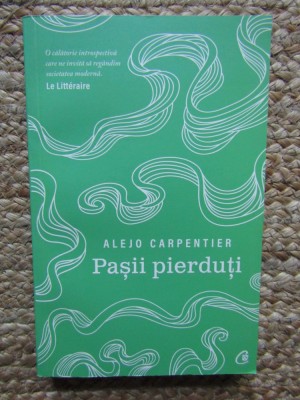 O călătorie introspectivă
care ne invită să regândim
societatea modernă.
Le Littéraire
ALEJO CARPENTIER
Pașii pierduți